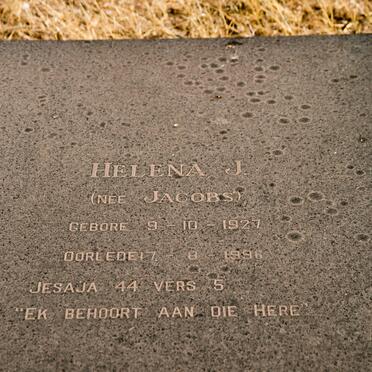 HELENA J
(NEE JACOBS)
GEBORE 9 - 10 - 1927
OORLEDE 17 - 8 - 1996
JESAJA 44 VERS 5
"EK BEHOORT AAN DIE HERE"